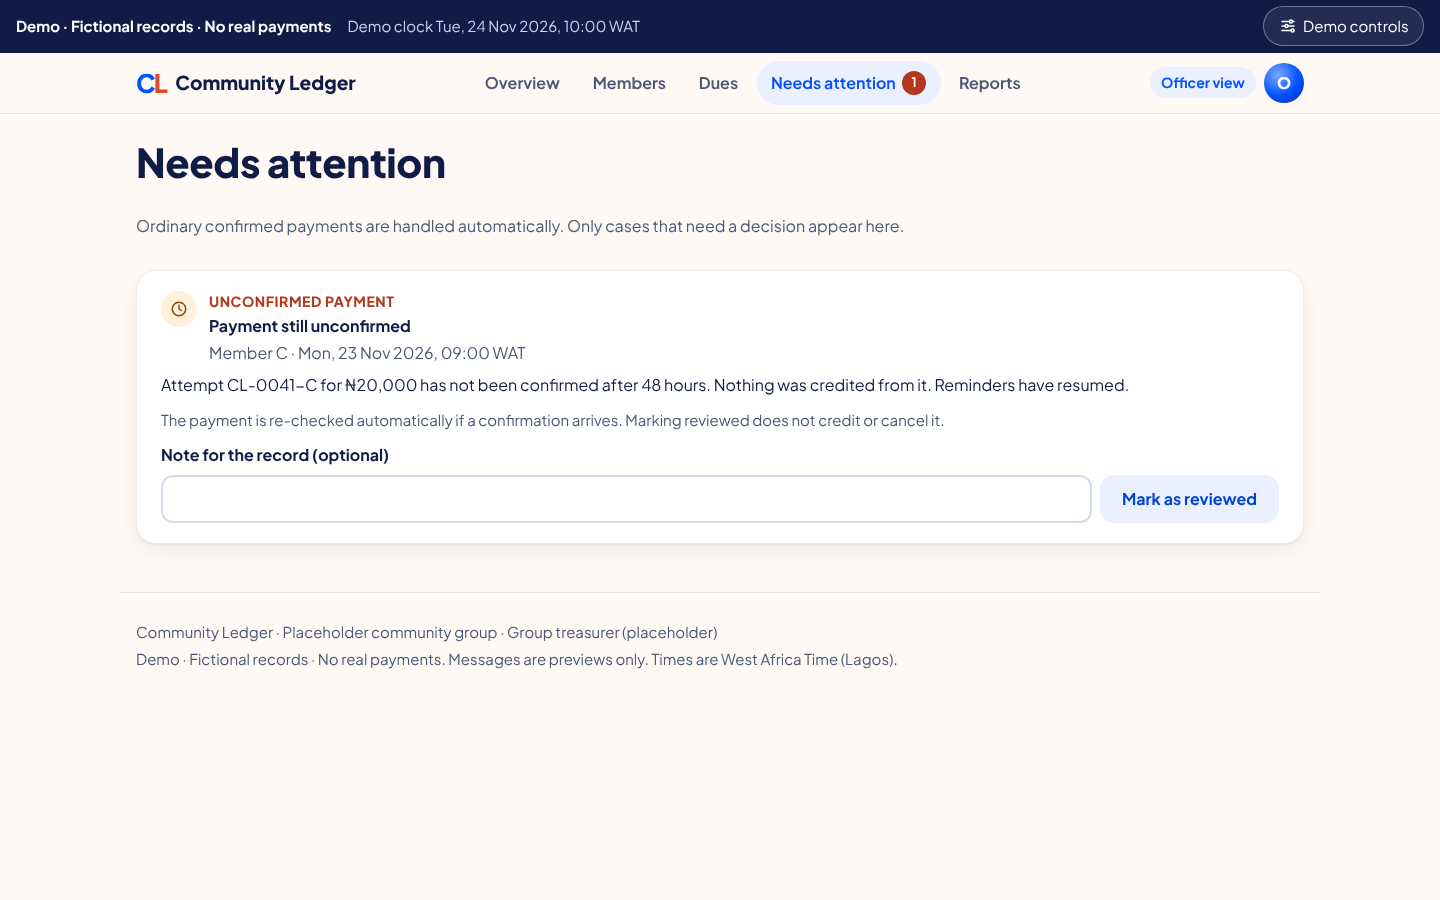 Demo · Fictional records · No real payments Demo clock Tue, 24 Nov 2026, 10:00 WAT Demo controls
CL Community Ledger Overview Members Dues Needs attention 1 Reports Officer view O
Needs attention
Ordinary confirmed payments are handled automatically. Only cases that need a decision appear here.
UNCONFIRMED PAYMENT
Payment still unconfirmed
Member C · Mon, 23 Nov 2026, 09:00 WAT
Attempt CL-0041-C for ₦20,000 has not been confirmed after 48 hours. Nothing was credited from it. Reminders have resumed.
The payment is re-checked automatically if a confirmation arrives. Marking reviewed does not credit or cancel it.
Note for the record (optional)
Mark as reviewed
Community Ledger · Placeholder community group · Group treasurer (placeholder)
Demo · Fictional records · No real payments. Messages are previews only. Times are West Africa Time (Lagos).